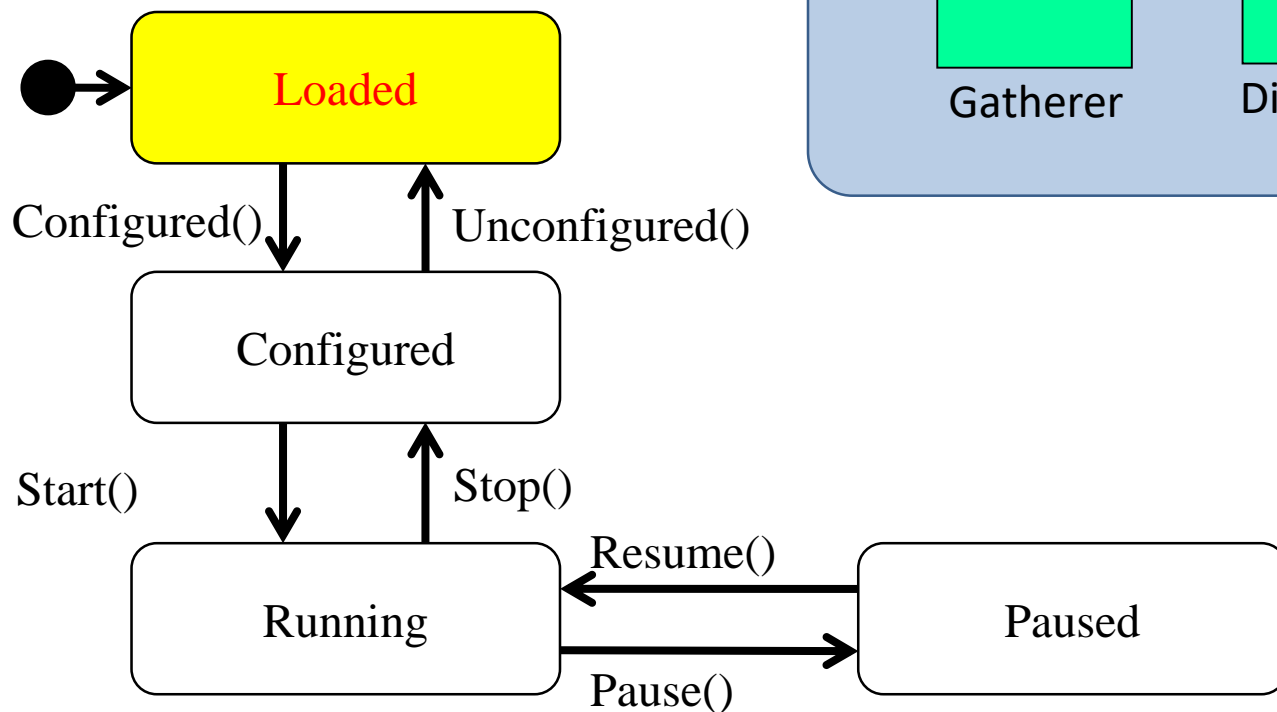 Loaded
Gatherer
Configured()
Unconfigured()
Configured
Start()
Stop()
Resume()
Running
Paused
Pause()